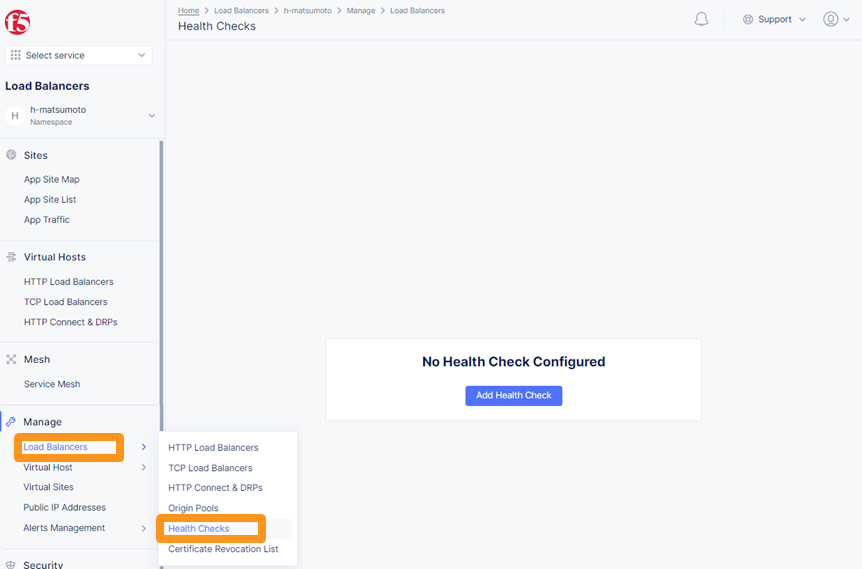 f5
Home > Load Balancers > h-matsumoto > Manage > Load Balancers
Health Checks
Support
Select service
Load Balancers
H
h-matsumoto
Namespace
Sites
App Site Map
App Site List
App Traffic
Virtual Hosts
HTTP Load Balancers
TCP Load Balancers
HTTP Connect & DRPs
Mesh
Service Mesh
Manage
Load Balancers
Virtual Host
Virtual Sites
Public IP Addresses
Alerts Management
Security
HTTP Load Balancers
TCP Load Balancers
HTTP Connect & DRPs
Origin Pools
Health Checks
Certificate Revocation List
No Health Check Configured
Add Health Check